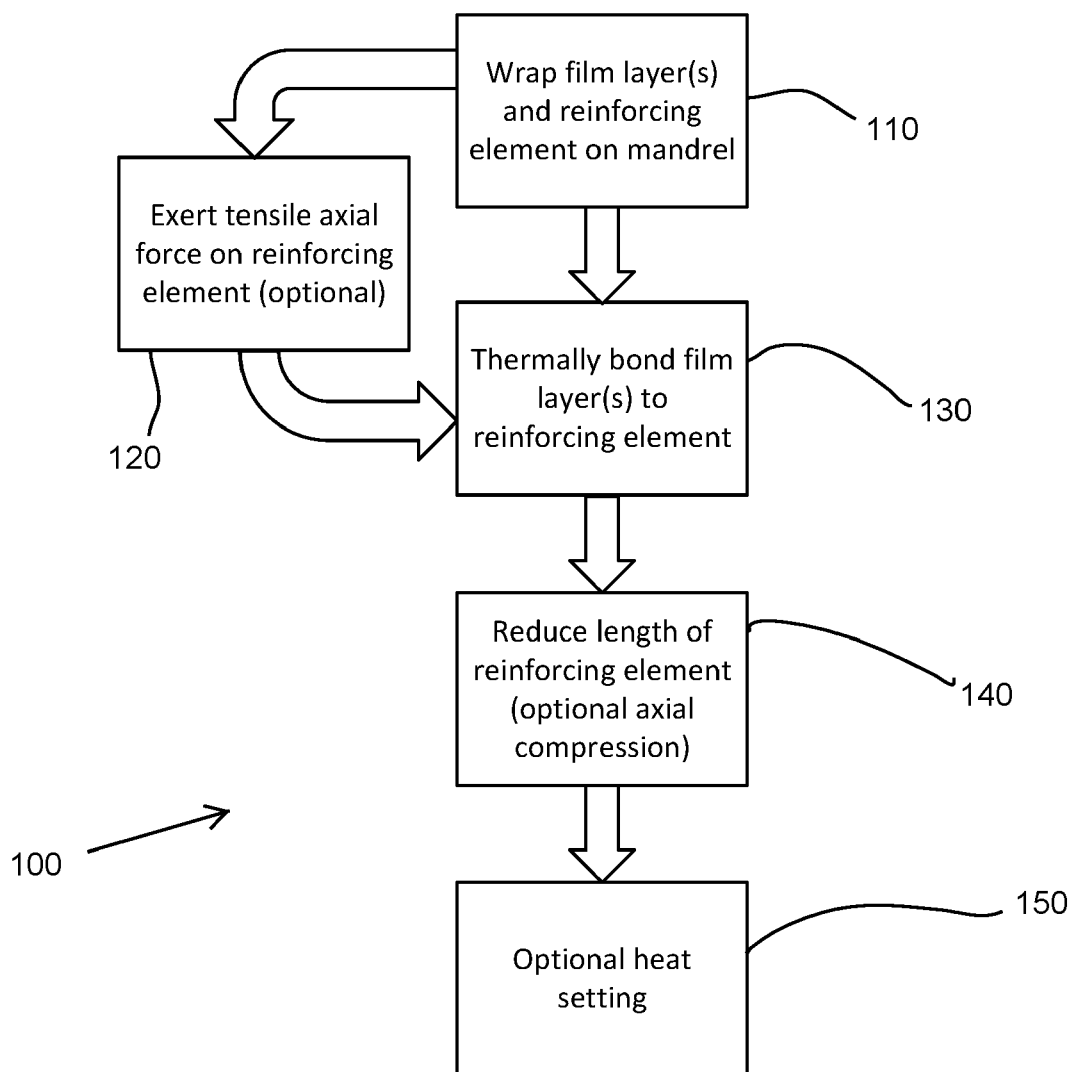 Wrap film layer(s)
and reinforcing
element on mandrel
110
Exert tensile axial
force on reinforcing
element (optional)
120
Thermally bond film
layer(s) to
reinforcing element
130
Reduce length of
reinforcing element
(optional axial
compression)
140
100
Optional heat
setting
150